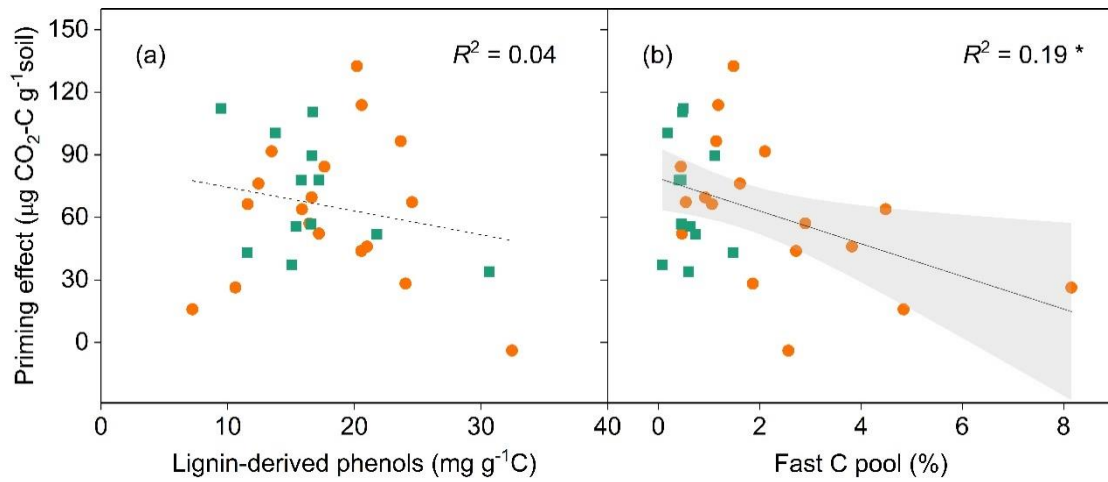 150
120
90
60
30
0
Priming effect (µg CO₂-C g⁻¹soil)
(a)
R² = 0.04
(b)
R² = 0.19 *
0 10 20 30 40
0 2 4 6 8
Lignin-derived phenols (mg g⁻¹C)
Fast C pool (%)